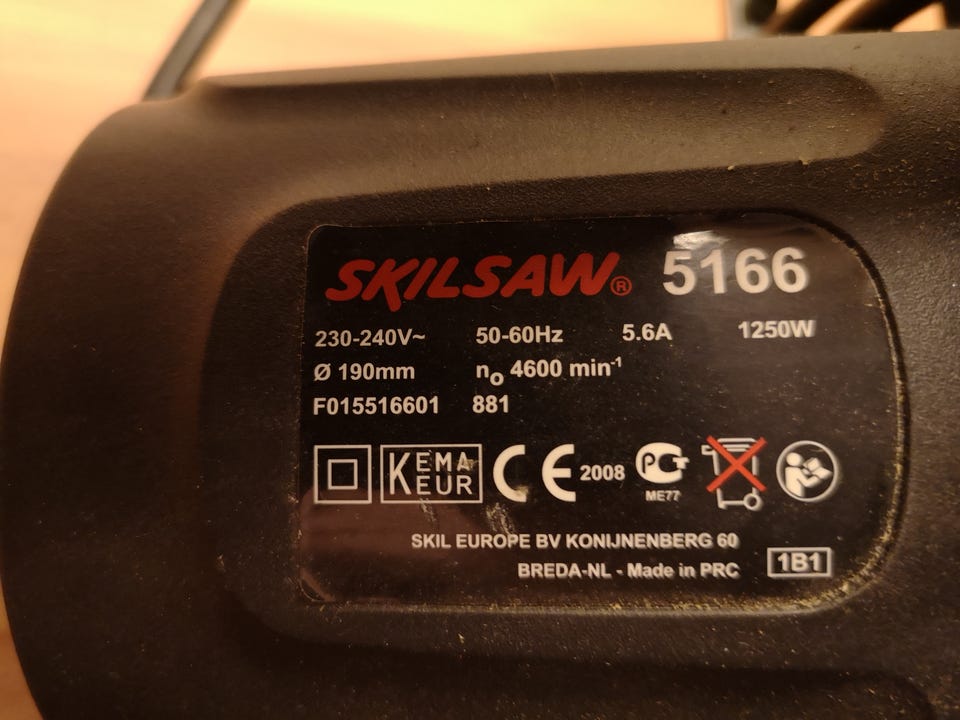 SKILSAW® 5166
230-240V~ 50-60Hz 5.6A 1250W
Ø 190mm n₀ 4600 min⁻¹
F015516601 881
KEMA
EUR
CE 2008
PCT
ME77
SKIL EUROPE BV KONIJNENBERG 60
BREDA-NL - Made in PRC
1B1